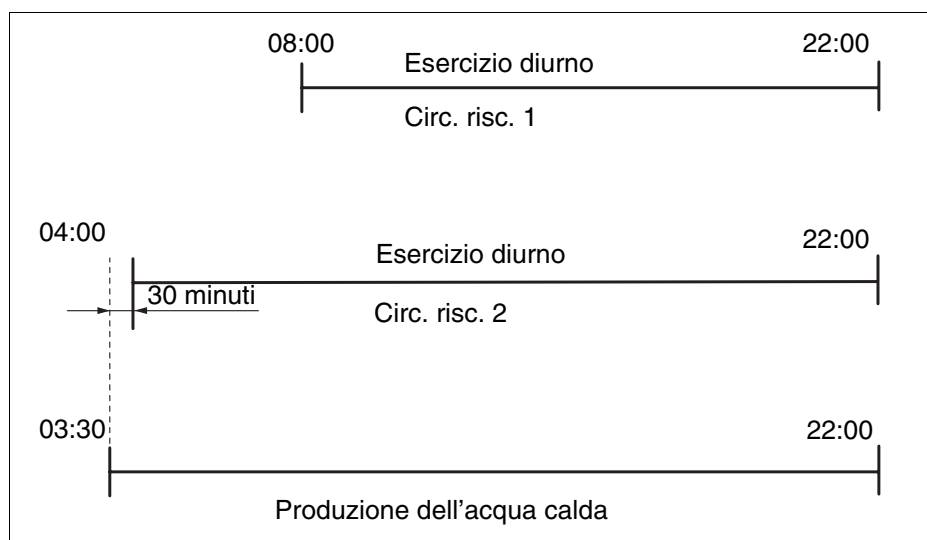 08:00
22:00
Esercizio diurno
Circ. risc. 1
04:00
22:00
Esercizio diurno
30 minuti
Circ. risc. 2
03:30
22:00
Produzione dell'acqua calda